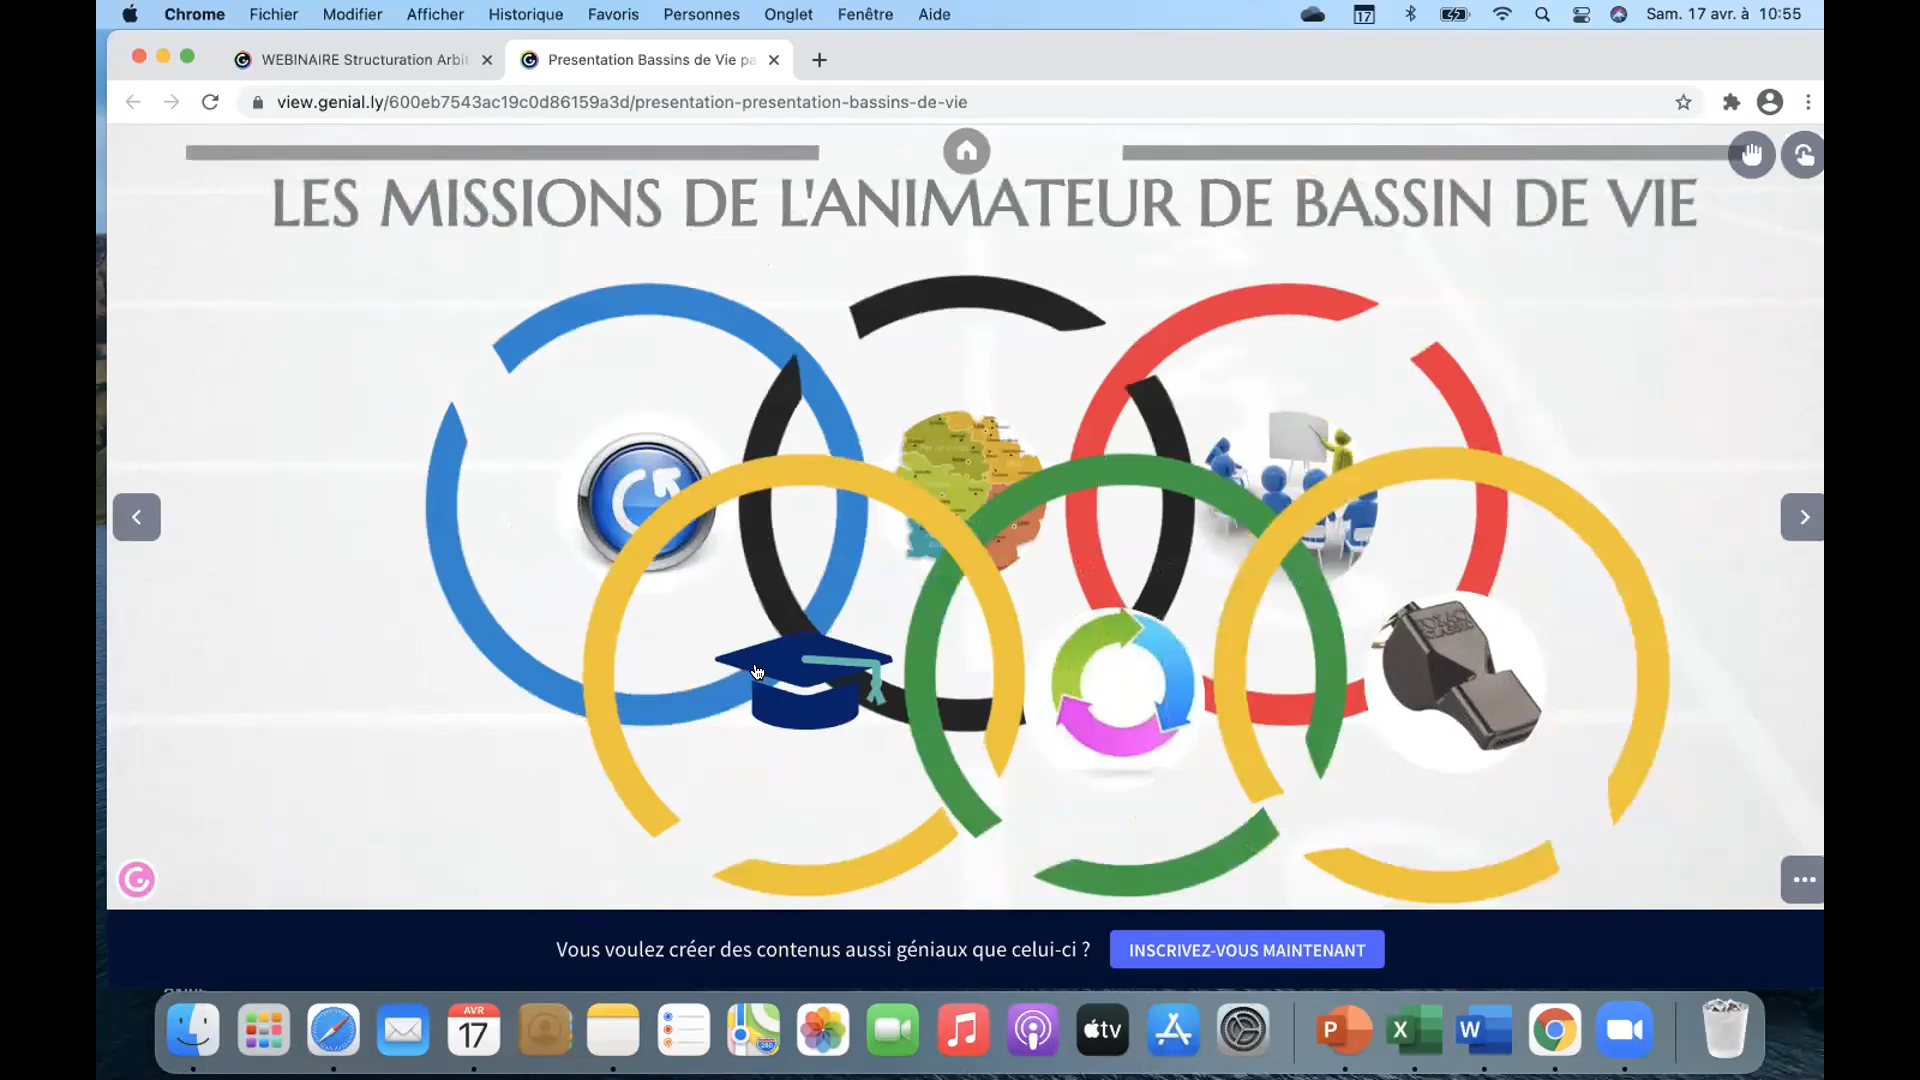 Chrome Fichier Modifier Afficher Historique Favoris Personnes Onglet Fenêtre Aide
17 Sam. 17 avr. à 10:55
WEBINAIRE Structuration Arbit
Presentation Bassins de Vie pa
view.genial.ly/600eb7543ac19c0d86159a3d/presentation-presentation-bassins-de-vie
LES MISSIONS DE L'ANIMATEUR DE BASSIN DE VIE
Vous voulez créer des contenus aussi géniaux que celui-ci ?
INSCRIVEZ-VOUS MAINTENANT
AVR
17
tv
P
X
W